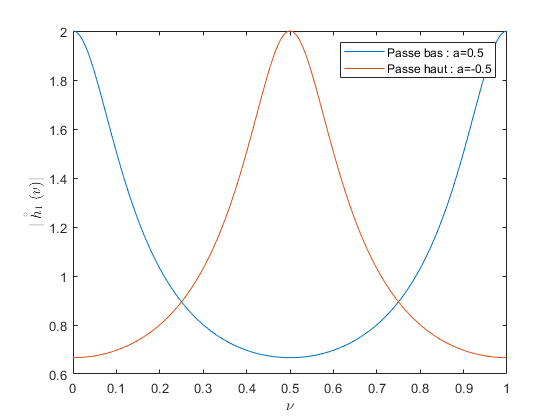 2
1.8
1.6
1.4
1.2
1
0.8
0.6
| h̊₁ (ν)|
Passe bas : a=0.5
Passe haut : a=-0.5
0 0.1 0.2 0.3 0.4 0.5 0.6 0.7 0.8 0.9 1
ν